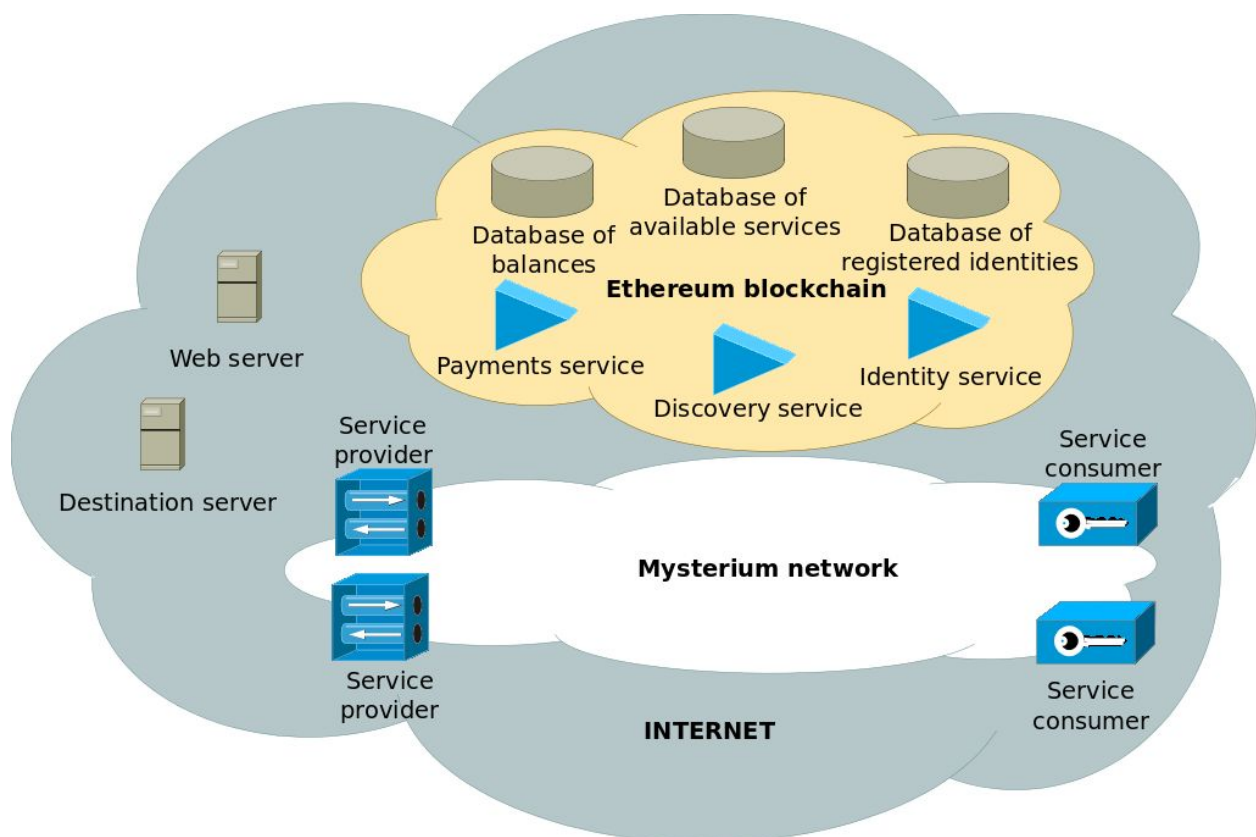 Database of
available services
Database of
balances
Database of
registered identities
Ethereum blockchain
Web server
Payments service
Identity service
Discovery service
Service
provider
Service
consumer
Destination server
Mysterium network
Service
provider
Service
consumer
INTERNET